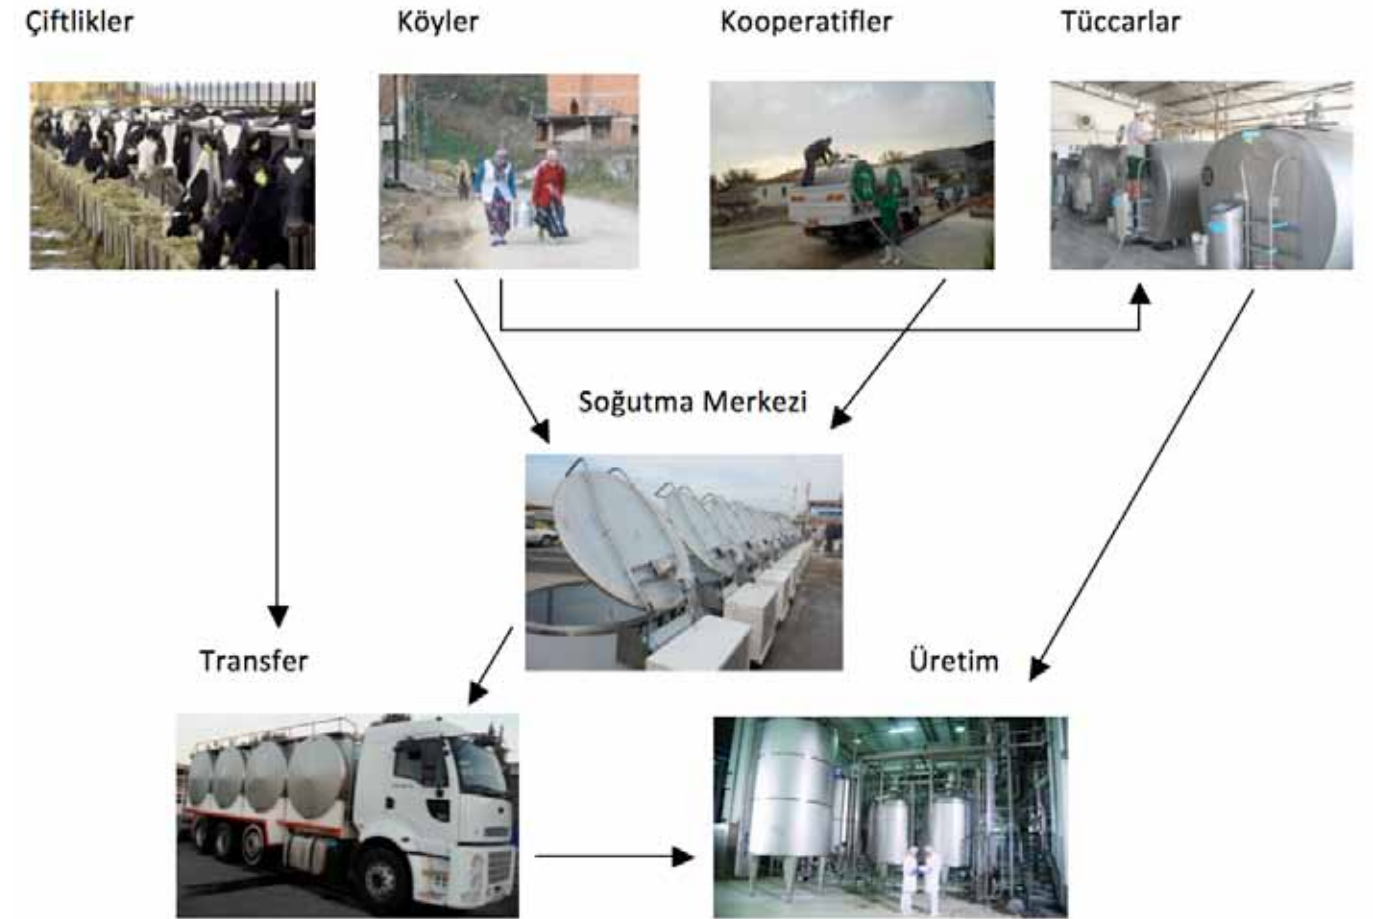 Çiftlikler
Köyler
Kooperatifler
Tüccarlar
Soğutma Merkezi
Transfer
Üretim